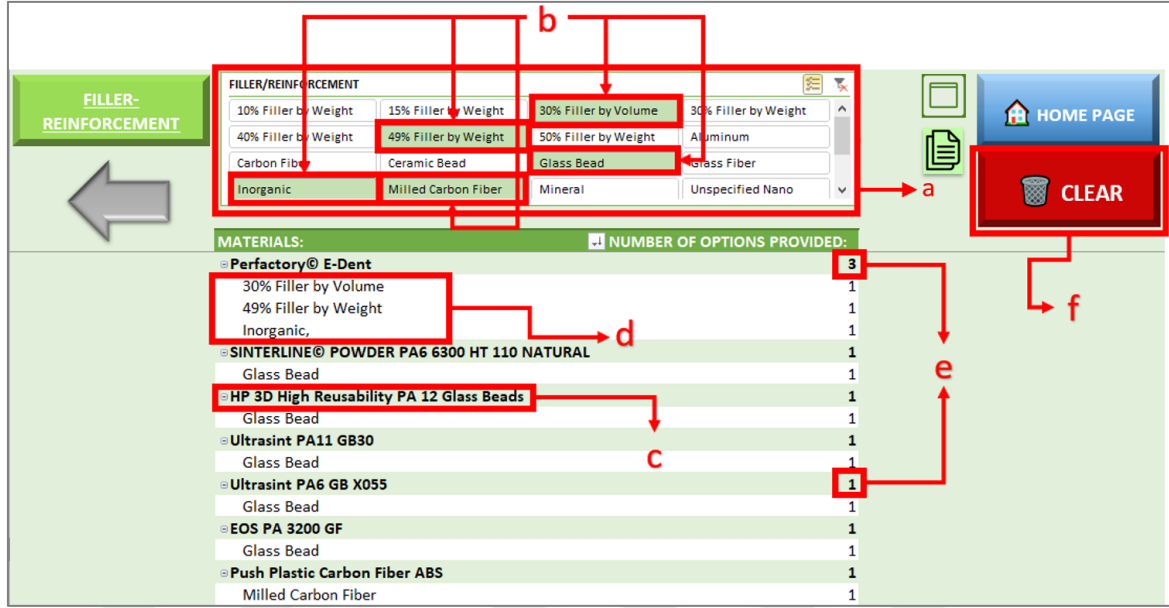 b
FILLER/REINFORCEMENT
FILLER-
REINFORCEMENT
10% Filler by Weight 15% Filler by Weight 30% Filler by Volume 30% Filler by Weight
40% Filler by Weight 49% Filler by Weight 50% Filler by Weight Aluminum
Carbon Fiber Ceramic Bead Glass Bead Glass Fiber
Inorganic Milled Carbon Fiber Mineral Unspecified Nano
a
HOME PAGE
CLEAR
f
MATERIALS: NUMBER OF OPTIONS PROVIDED:
Perfactory© E-Dent 3
30% Filler by Volume 1
49% Filler by Weight 1
Inorganic, 1
d
SINTERLINE© POWDER PA6 6300 HT 110 NATURAL 1
Glass Bead 1
e
HP 3D High Reusability PA 12 Glass Beads 1
Glass Bead 1
Ultrasint PA11 GB30 1
Glass Bead 1
c
Ultrasint PA6 GB X055 1
Glass Bead 1
EOS PA 3200 GF 1
Glass Bead 1
Push Plastic Carbon Fiber ABS 1
Milled Carbon Fiber 1